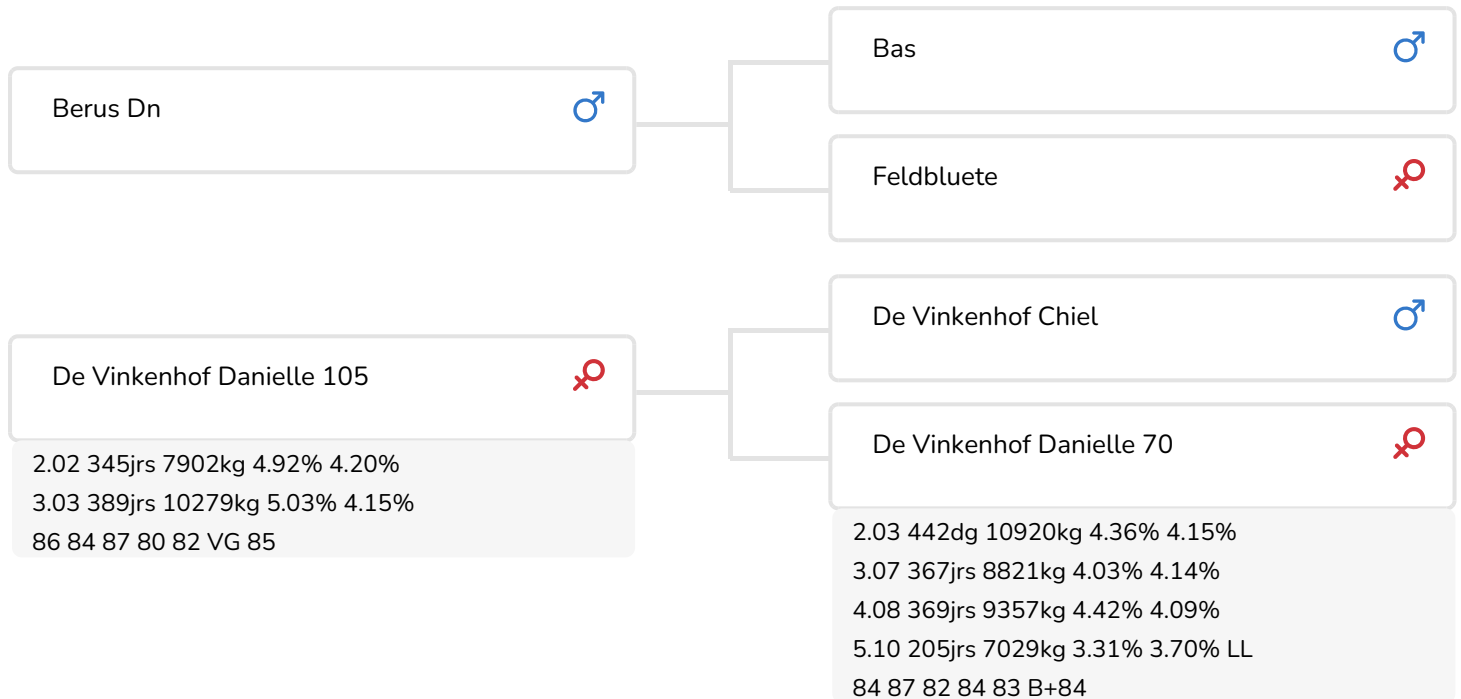 Berus Dn
Bas
Feldbluete
De Vinkenhof Danielle 105
2.02 345jrs 7902kg 4.92% 4.20%
3.03 389jrs 10279kg 5.03% 4.15%
86 84 87 80 82 VG 85
De Vinkenhof Chiel
De Vinkenhof Danielle 70
2.03 442dg 10920kg 4.36% 4.15%
3.07 367jrs 8821kg 4.03% 4.14%
4.08 369jrs 9357kg 4.42% 4.09%
5.10 205jrs 7029kg 3.31% 3.70% LL
84 87 82 84 83 B+84